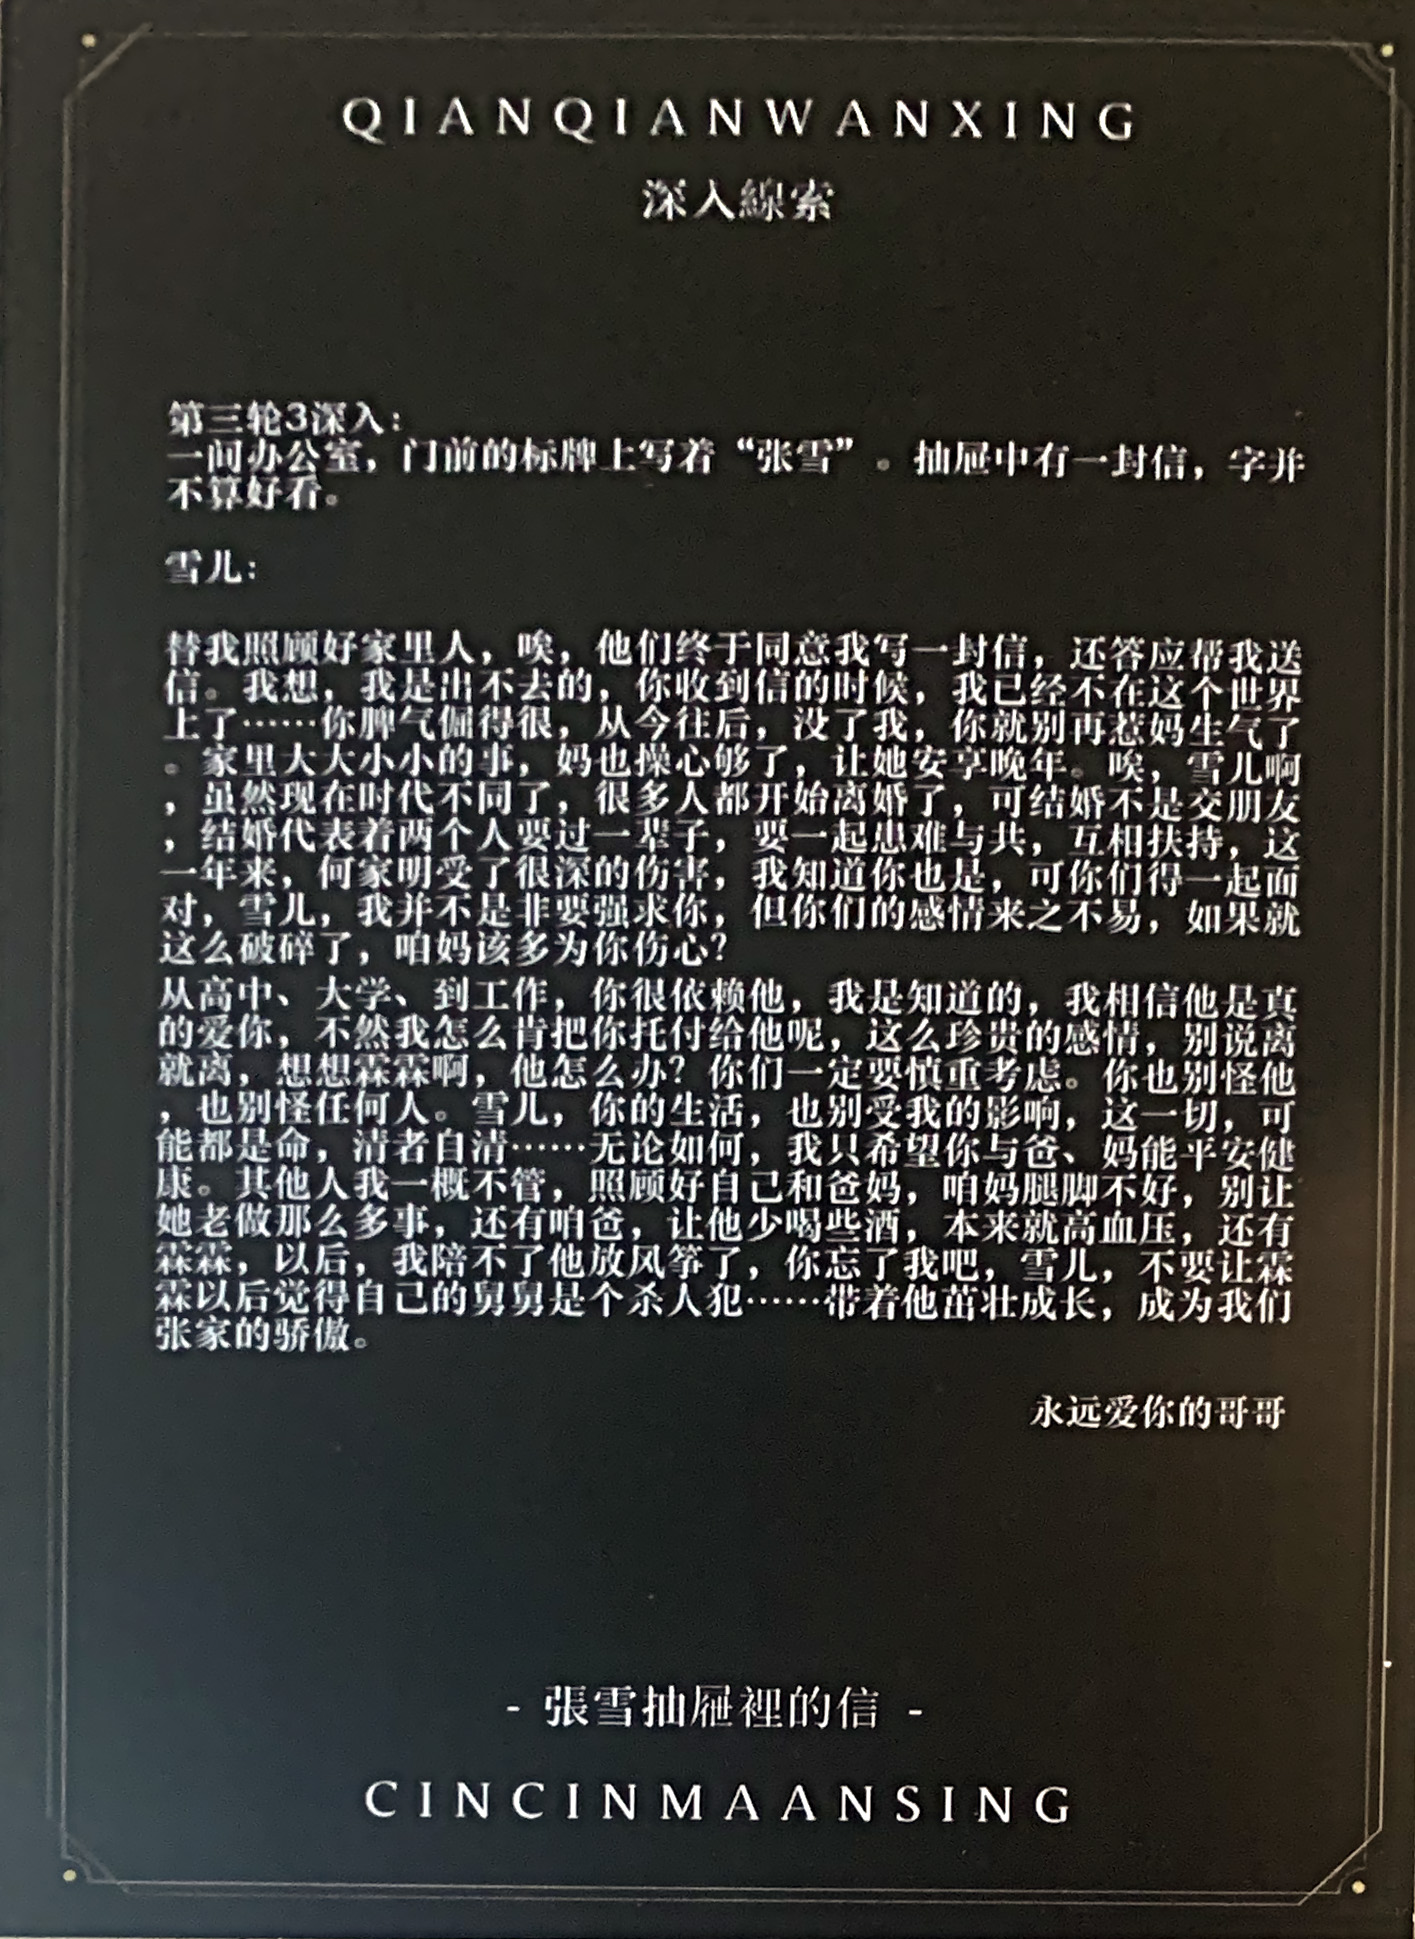 QIANQIANWANXING
深入線索
第三轮3深入：
一间办公室，门前的标牌上写着“张雪”。抽屉中有一封信，字并
不算好看。
雪儿：
替我照顾好家里人，唉，他们终于同意我写一封信，还答应帮我送
信。我想，我是出不去的，你收到信的时候，我已经不在这个世界
上了……你脾气倔得很，从今往后，没了我，你就别再惹妈生气了
。家里大大小小的事，妈也操心够了，让她安享晚年。唉，雪儿啊
，虽然现在时代不同了，很多人都开始离婚了，可结婚不是交朋友
，结婚代表着两个人要过一辈子，要一起患难与共，互相扶持，这
一年来，何家明受了很深的伤害，我知道你也是，可你们得一起面
对，雪儿，我并不是非要强求你，但你们的感情来之不易，如果就
这么破碎了，咱妈该多为你伤心？
从高中、大学、到工作，你很依赖他，我是知道的，我相信他是真
的爱你，不然我怎么肯把你托付给他呢，这么珍贵的感情，别说离
就离，想想霖霖啊，他怎么办？你们一定要慎重考虑。你也别怪他
，也别怪任何人。雪儿，你的生活，也别受我的影响，这一切，可
能都是命，清者自清……无论如何，我只希望你与爸、妈能平安健
康。其他人我一概不管，照顾好自己和爸妈，咱妈腿脚不好，别让
她老做那么多事，还有咱爸，让他少喝些酒，本来就高血压，还有
霖霖，以后，我陪不了他放风筝了，你忘了我吧，雪儿，不要让霖
霖以后觉得自己的舅舅是个杀人犯……带着他茁壮成长，成为我们
张家的骄傲。
永远爱你的哥哥
- 張雪抽屜裡的信 -
CINCINMAANSING